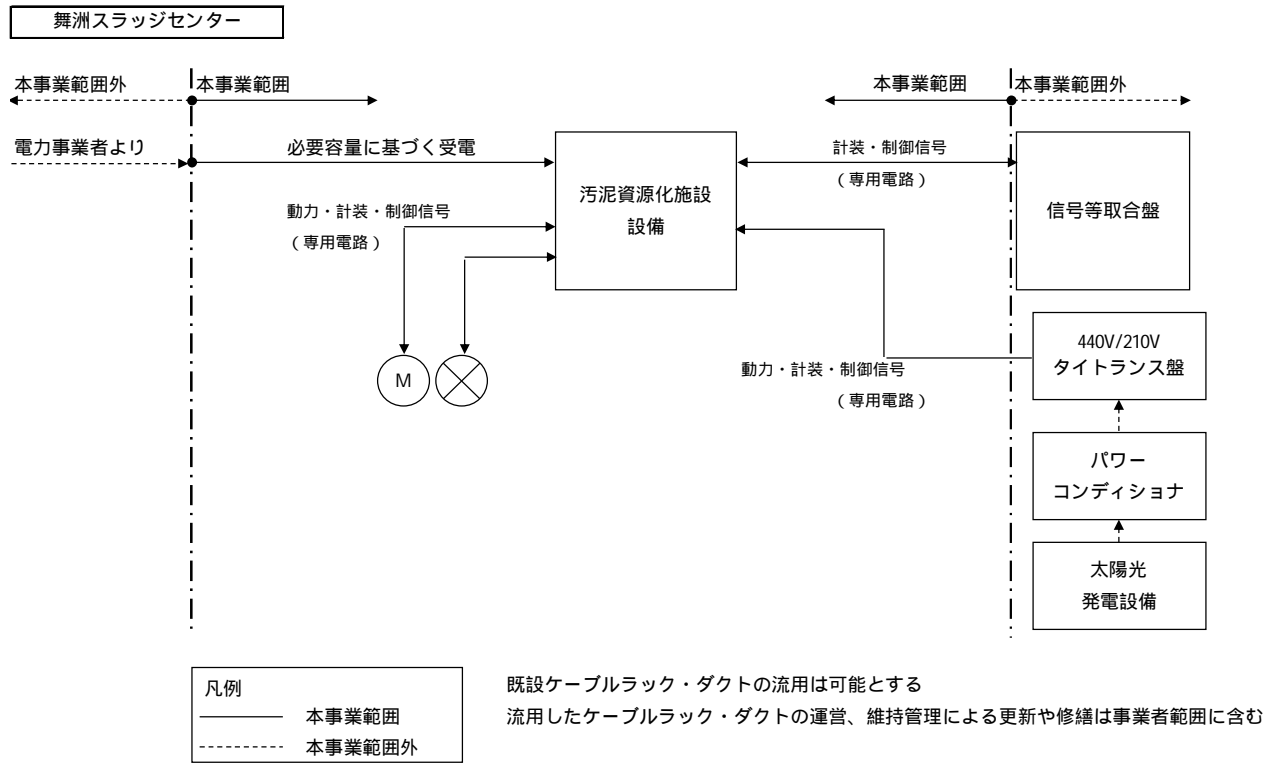 舞洲スラッジセンター
本事業範囲外
本事業範囲
本事業範囲
本事業範囲外
電力事業者より
必要容量に基づく受電
計装・制御信号
（専用電路）
汚泥資源化施設
設備
信号等取合盤
動力・計装・制御信号
（専用電路）
M
440V/210V
タイトランス盤
動力・計装・制御信号
（専用電路）
パワー
コンディショナ
太陽光
発電設備
凡例
本事業範囲
本事業範囲外
既設ケーブルラック・ダクトの流用は可能とする
流用したケーブルラック・ダクトの運営、維持管理による更新や修繕は事業者範囲に含む